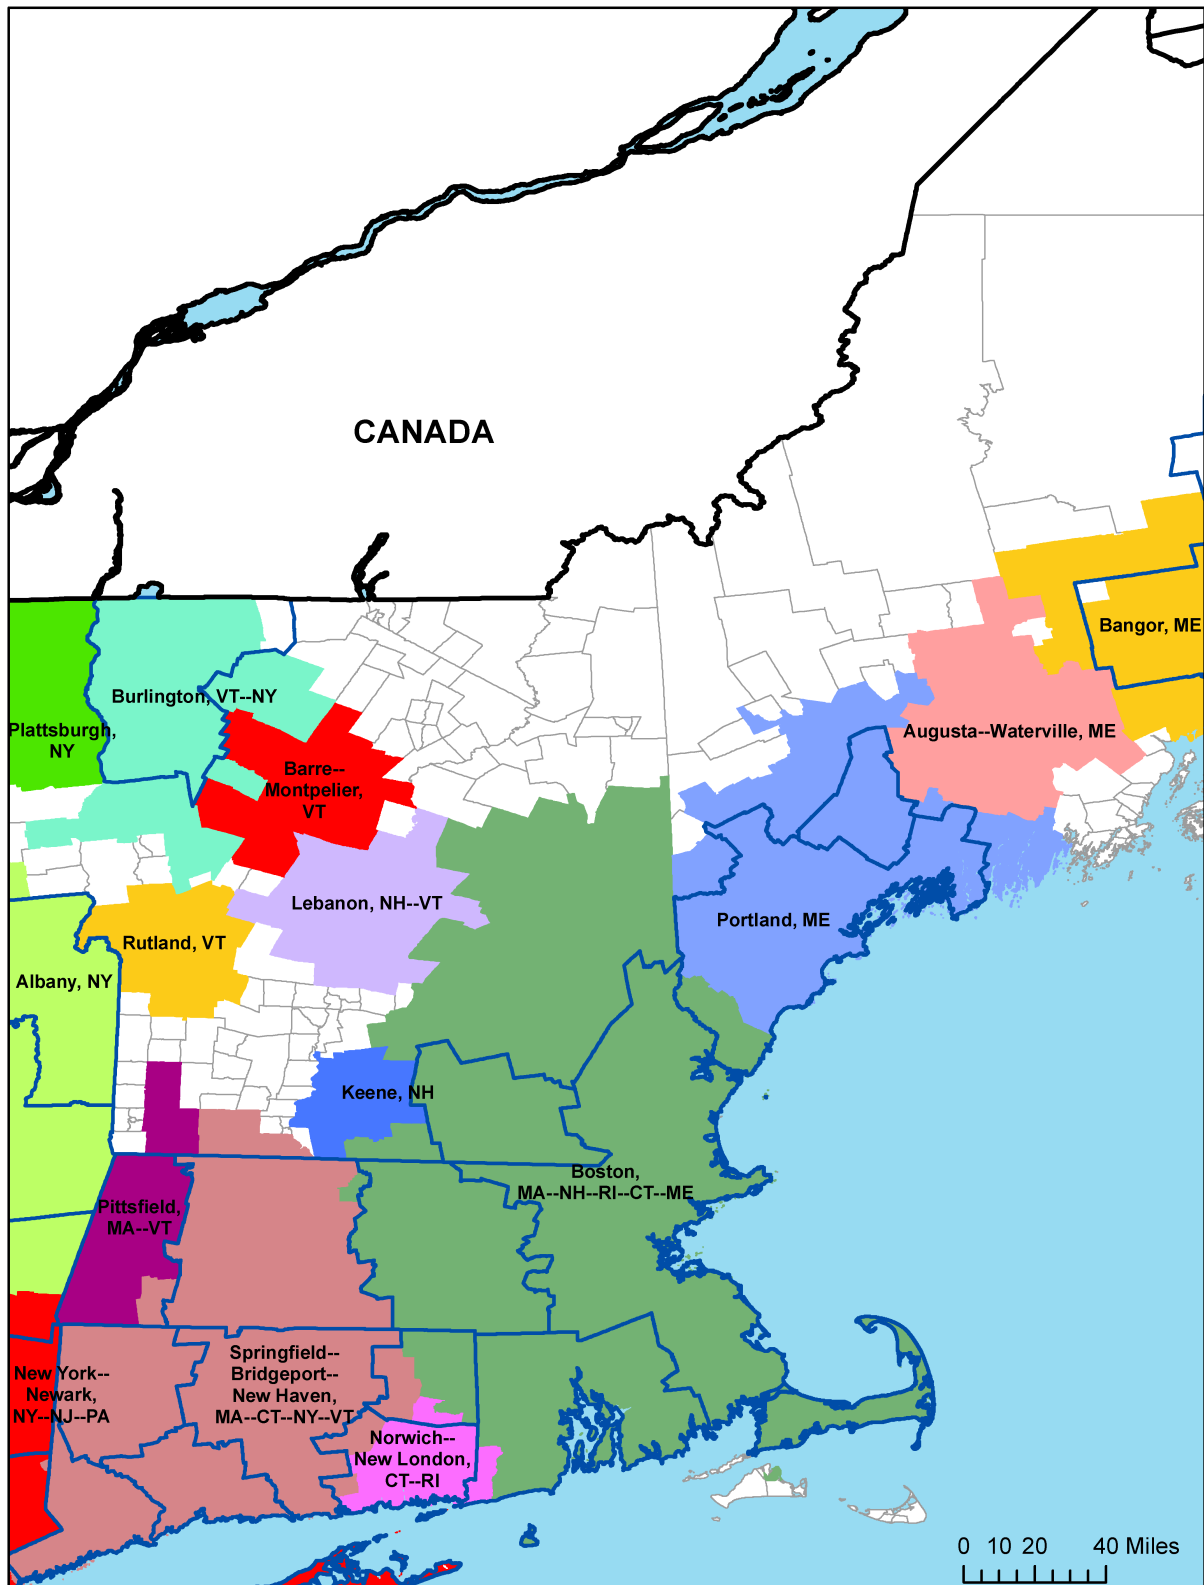 CANADA
Bangor, ME
Burlington, VT--NY
Plattsburgh,
NY
Augusta--Waterville, ME
Barre--
Montpelier,
VT
Lebanon, NH--VT
Portland, ME
Rutland, VT
Albany, NY
Keene, NH
Boston,
MA--NH--RI--CT--ME
Pittsfield,
MA--VT
Springfield--
Bridgeport--
New Haven,
MA--CT--NY--VT
New York--
Newark,
NY--NJ--PA
Norwich--
New London,
CT--RI
0 10 20 40 Miles